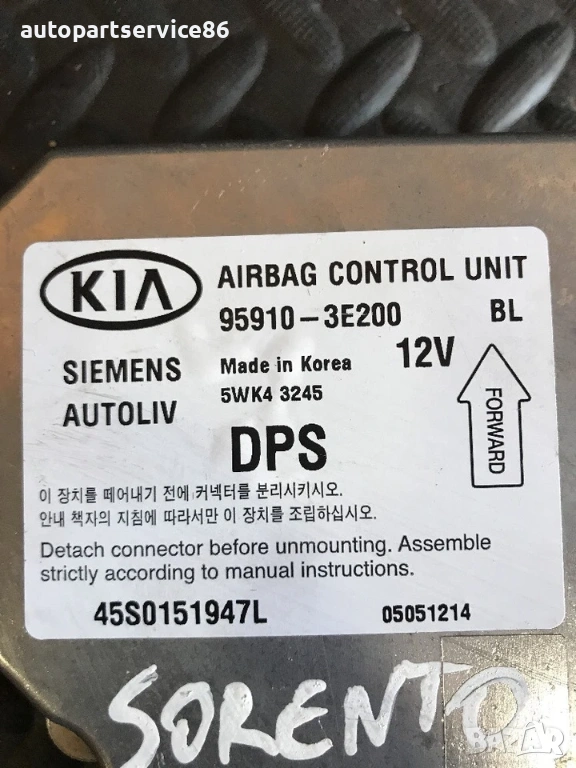 autopartservice86
KIA
AIRBAG CONTROL UNIT
95910-3E200 BL
SIEMENS
AUTOLIV
Made in Korea
5WK4 3245
12V
FORWARD
DPS
이 장치를 떼어내기 전에 커넥터를 분리시키시오.
안내 책자의 지침에 따라서만 이 장치를 조립하십시오.
Detach connector before unmounting. Assemble
strictly according to manual instructions.
45S0151947L 05051214
SORENTO
BAZAR